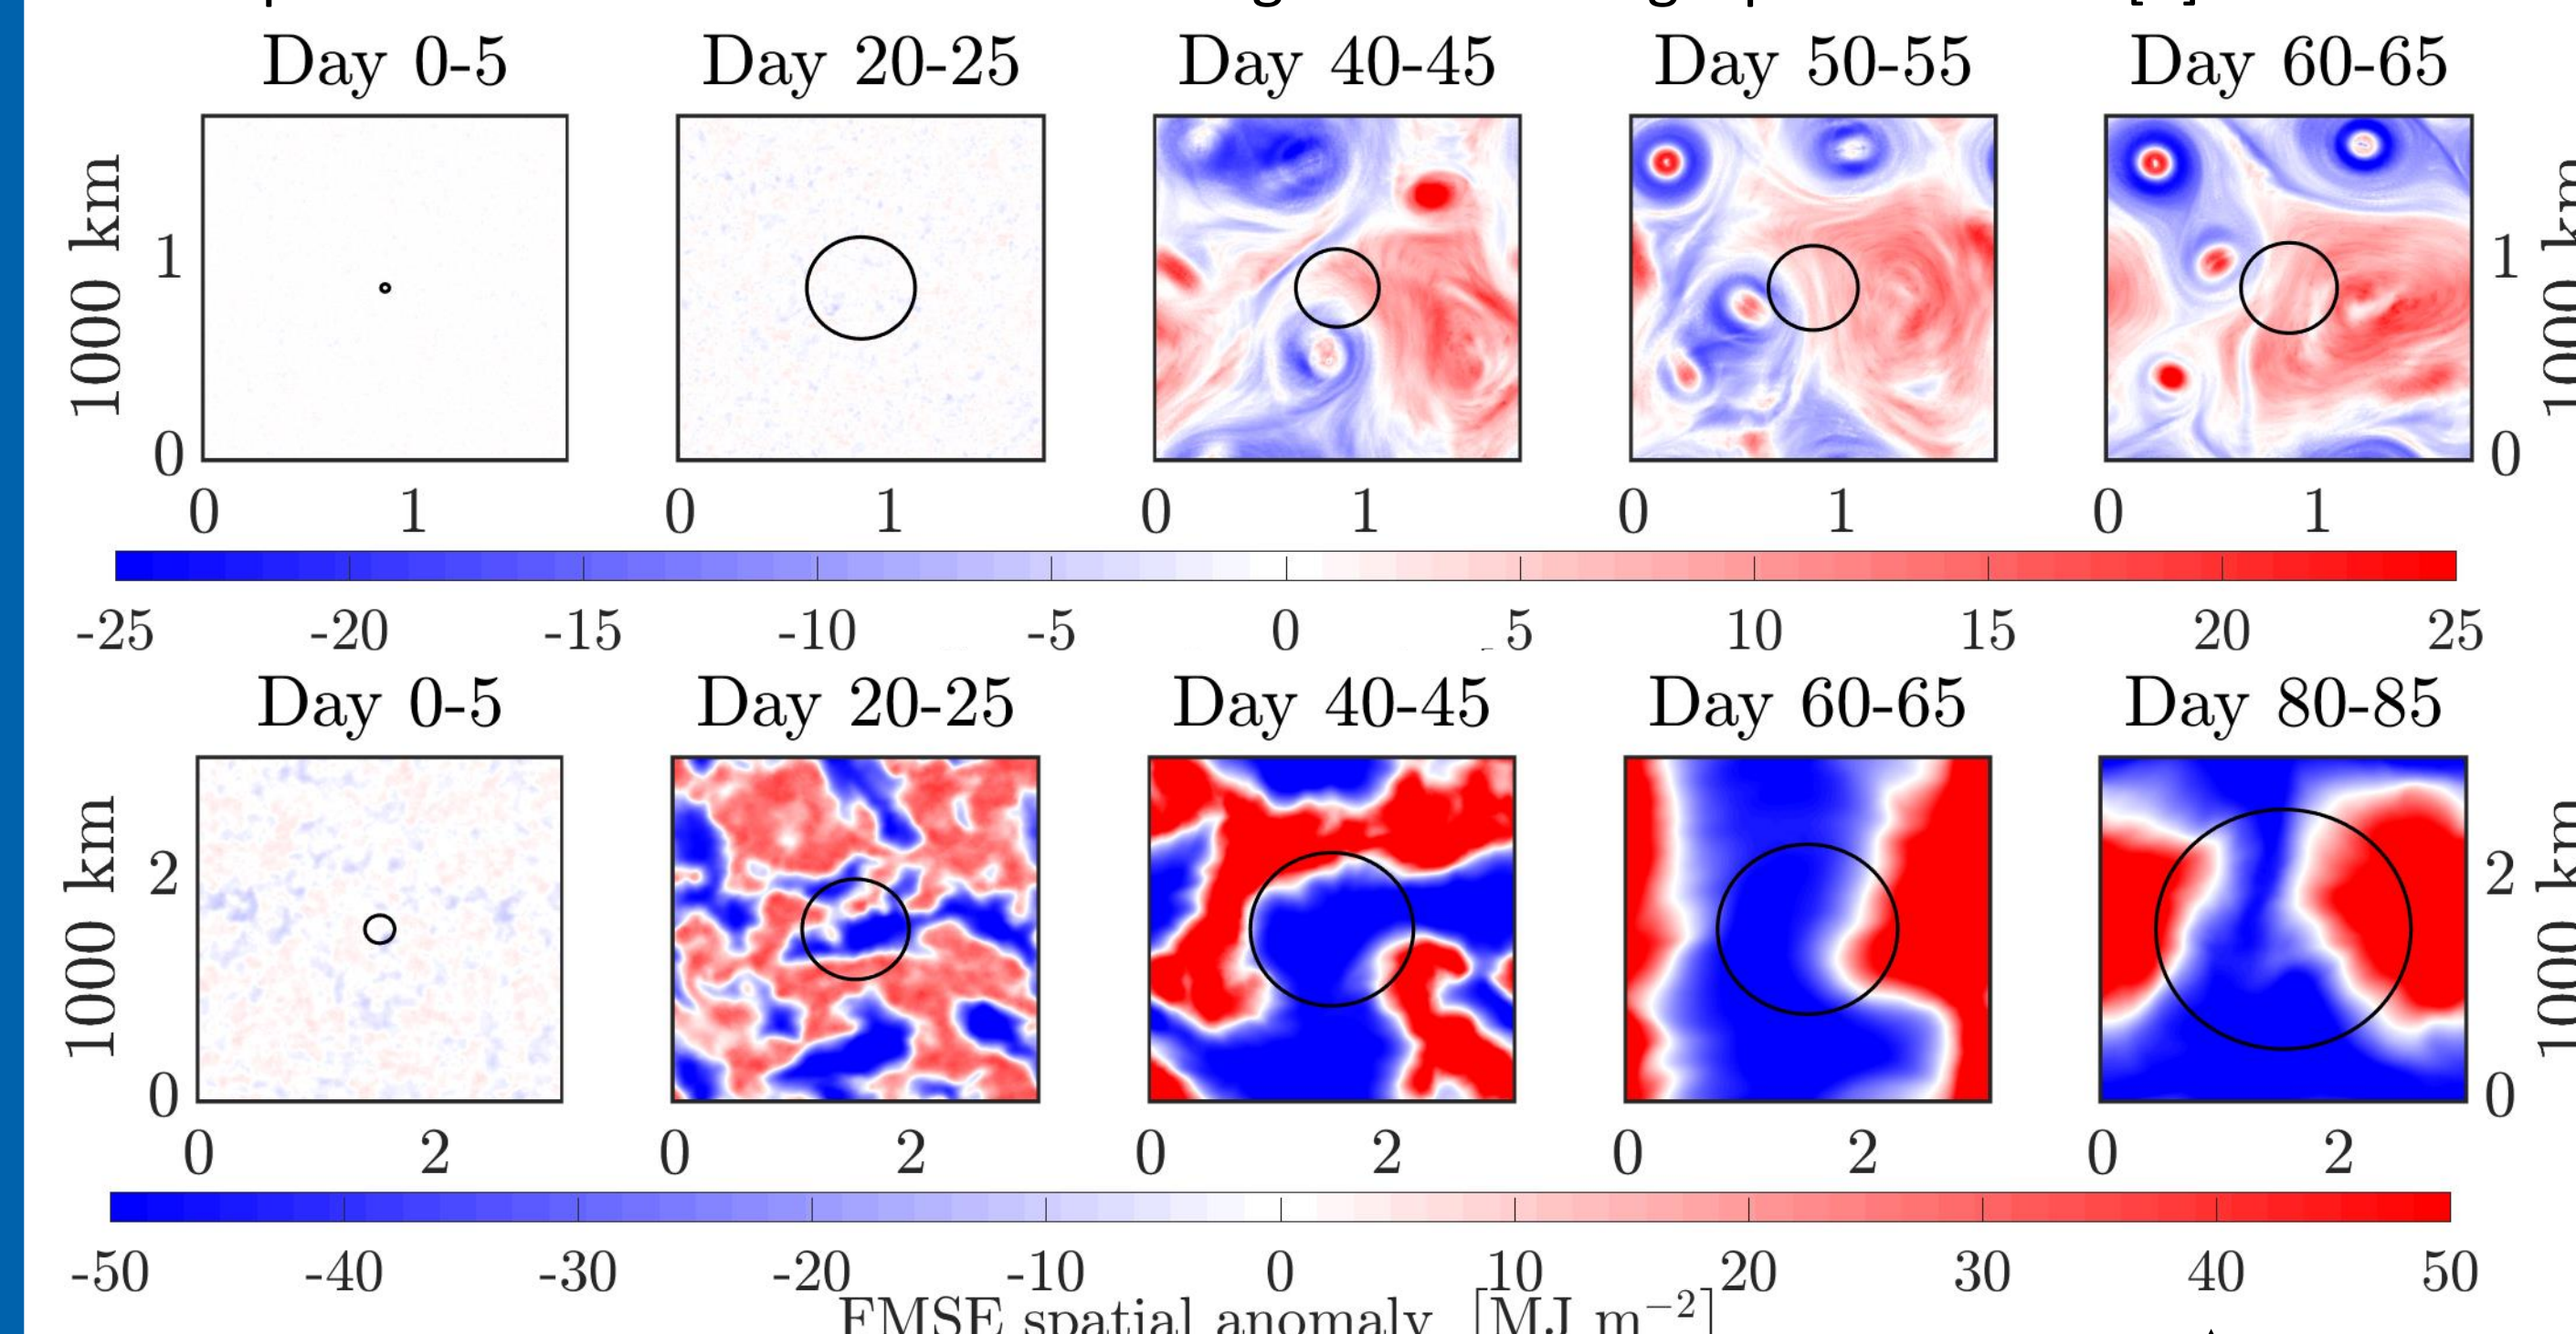 Day 0-5 Day 20-25 Day 40-45 Day 50-55 Day 60-65
1000 km
1
0
1
0
1000 km
0 1 0 1 0 1 0 1 0 1
-25 -20 -15 -10 -5 0 5 10 15 20 25
Day 0-5 Day 20-25 Day 40-45 Day 60-65 Day 80-85
1000 km
2
0
2
0
1000 km
0 2 0 2 0 2 0 2 0 2
-50 -40 -30 -20 -10 0 10 20 30 40 50
FMSE spatial anomaly [MJ m⁻²]